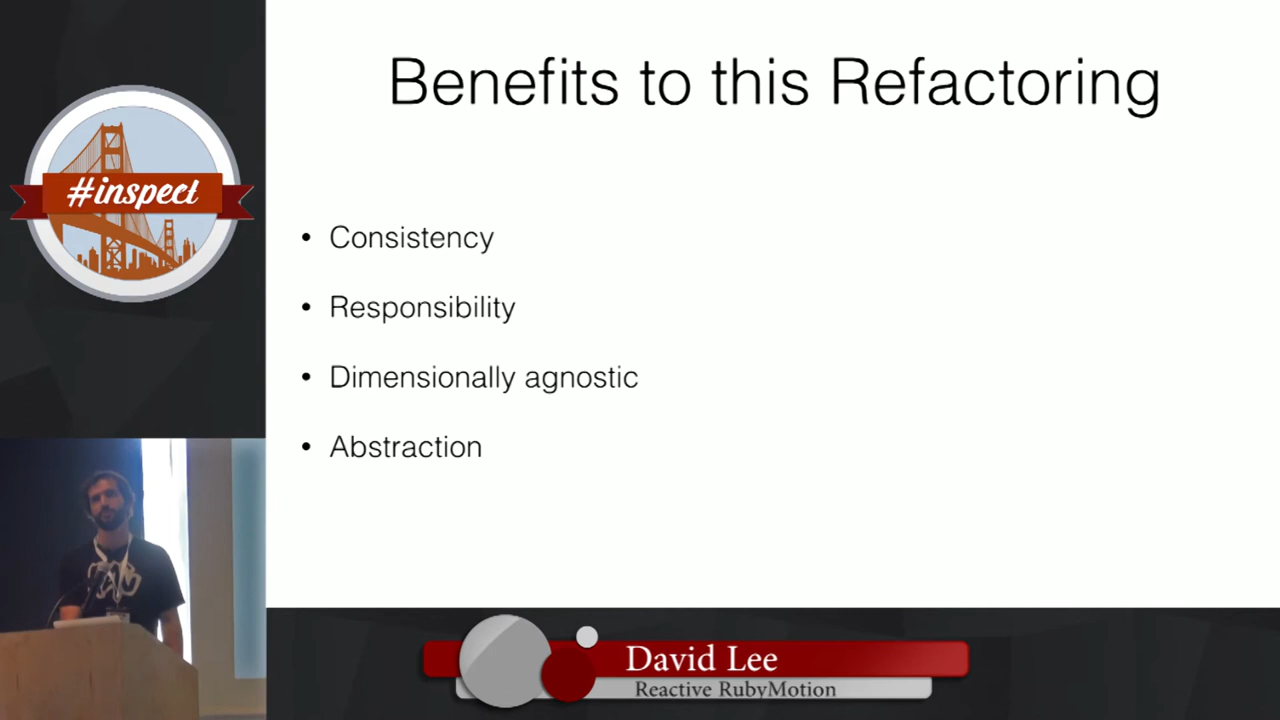 Benefits to this Refactoring
#inspect
• Consistency
• Responsibility
• Dimensionally agnostic
• Abstraction
David Lee
Reactive RubyMotion